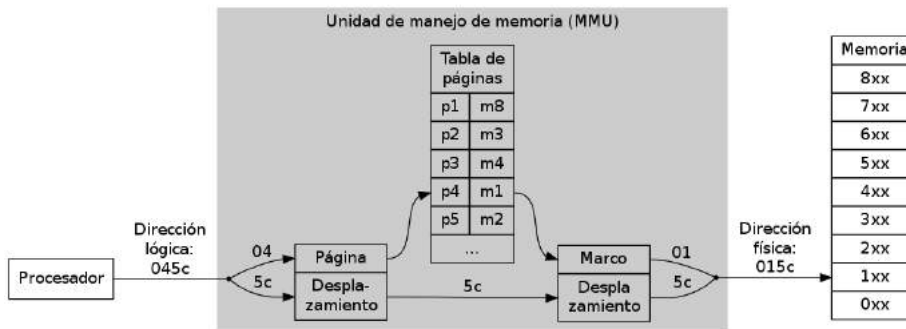 Unidad de manejo de memoria (MMU)
Tabla de
páginas
p1 m8
p2 m3
p3 m4
p4 m1
p5 m2
...
Procesador
Dirección
lógica:
045c
04
5c
Página
Despla-
zamiento
5c
Marco
Despla
zamiento
01
5c
Dirección
física:
015c
Memoria
8xx
7xx
6xx
5xx
4xx
3xx
2xx
1xx
0xx